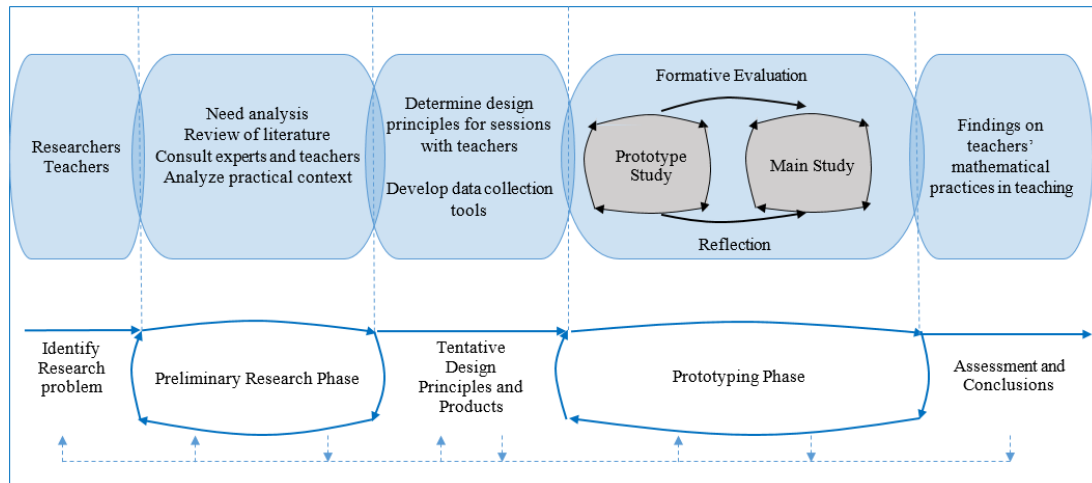 Researchers
Teachers
Need analysis
Review of literature
Consult experts and teachers
Analyze practical context
Determine design
principles for sessions
with teachers
Develop data collection
tools
Formative Evaluation
Prototype
Study
Main Study
Reflection
Findings on
teachers’
mathematical
practices in teaching
Identify
Research
problem
Preliminary Research Phase
Tentative
Design
Principles and
Products
Prototyping Phase
Assessment and
Conclusions